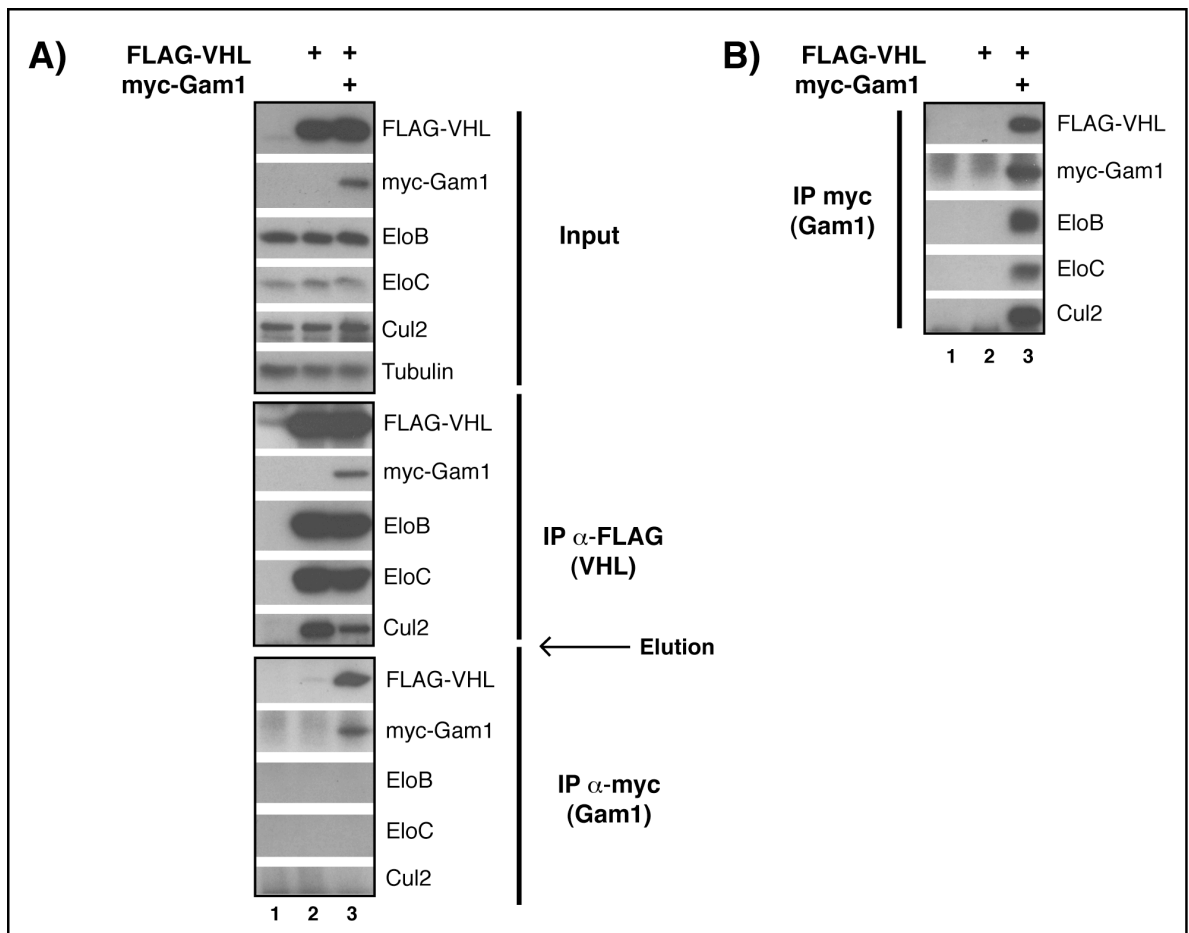 A)
FLAG-VHL + +
myc-Gam1 +
FLAG-VHL
myc-Gam1
EloB
EloC
Cul2
Tubulin
Input
FLAG-VHL
myc-Gam1
EloB
EloC
Cul2
IP α-FLAG
(VHL)
Elution
FLAG-VHL
myc-Gam1
EloB
EloC
Cul2
IP α-myc
(Gam1)
1 2 3
B)
FLAG-VHL + +
myc-Gam1 +
IP myc
(Gam1)
FLAG-VHL
myc-Gam1
EloB
EloC
Cul2
1 2 3